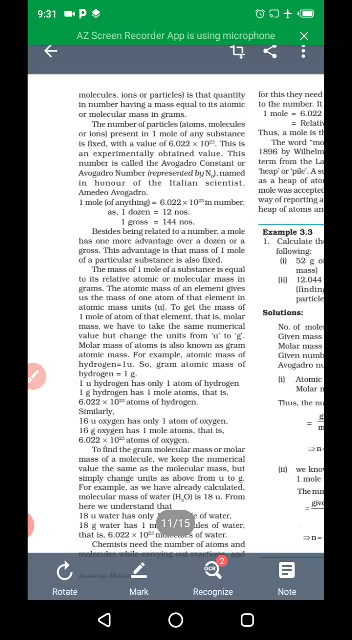 9:31
AZ Screen Recorder App is using microphone
molecules, ions or particles) is that quantity
in number having a mass equal to its atomic
or molecular mass in grams.
The number of particles (atoms, molecules
or ions) present in 1 mole of any substance
is fixed, with a value of 6.022 × 10²³. This is
an experimentally obtained value. This
number is called the Avogadro Constant or
Avogadro Number (represented by N₀), named
in honour of the Italian scientist,
Amedeo Avogadro.
1 mole (of anything) = 6.022 × 10²³ in number,
as, 1 dozen = 12 nos.
1 gross = 144 nos.
Besides being related to a number, a mole
has one more advantage over a dozen or a
gross. This advantage is that mass of 1 mole
of a particular substance is also fixed.
The mass of 1 mole of a substance is equal
to its relative atomic or molecular mass in
grams. The atomic mass of an element gives
us the mass of one atom of that element in
atomic mass units (u). To get the mass of
1 mole of atom of that element, that is, molar
mass, we have to take the same numerical
value but change the units from 'u' to 'g'.
Molar mass of atoms is also known as gram
atomic mass. For example, atomic mass of
hydrogen=1u. So, gram atomic mass of
hydrogen = 1 g.
1 u hydrogen has only 1 atom of hydrogen
1 g hydrogen has 1 mole atoms, that is,
6.022 × 10²³ atoms of hydrogen.
Similarly,
16 u oxygen has only 1 atom of oxygen.
16 g oxygen has 1 mole atoms, that is,
6.022 × 10²³ atoms of oxygen.
To find the gram molecular mass or molar
mass of a molecule, we keep the numerical
value the same as the molecular mass, but
simply change units as above from u to g.
For example, as we have already calculated,
molecular mass of water (H₂O) is 18 u. From
here we understand that
18 u water has only of water,
18 g water has 1 m les of water,
that is, 6.022 × 10²³ m of water.
Chemists need the number of atoms and
molecules while carrying out reactions, and
for this they need
to the number. It
1 mole = 6.022
= Relativ
Thus, a mole is th
The word "mo
1896 by Wilhelm
term from the La
'heap' or 'pile'. A su
as a heap of atom
mole was accepted
way of reporting a
heap of atoms an
Example 3.3
1. Calculate the
following:
(i) 52 g o
mass)
(ii) 12.044
(finding
particle
Solutions:
No. of mole
Given mass
Molar mass
Given numb
Avogadro nu
(i) Atomic
Molar m
Thus, the nu
= g
m
⇒ n
(ii) we know
1 mole
The num
= give
⇒ n =
11/15
Rotate
Mark
OCR
2
Recognize
Note